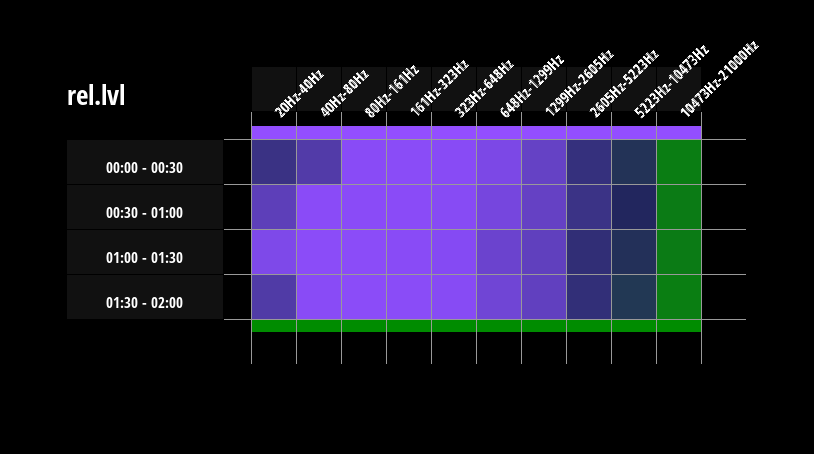 rel.lvl
20Hz-40Hz
40Hz-80Hz
80Hz-161Hz
161Hz-323Hz
323Hz-648Hz
648Hz-1299Hz
1299Hz-2605Hz
2605Hz-5223Hz
5223Hz-10473Hz
10473Hz-21000Hz
00:00 - 00:30
00:30 - 01:00
01:00 - 01:30
01:30 - 02:00